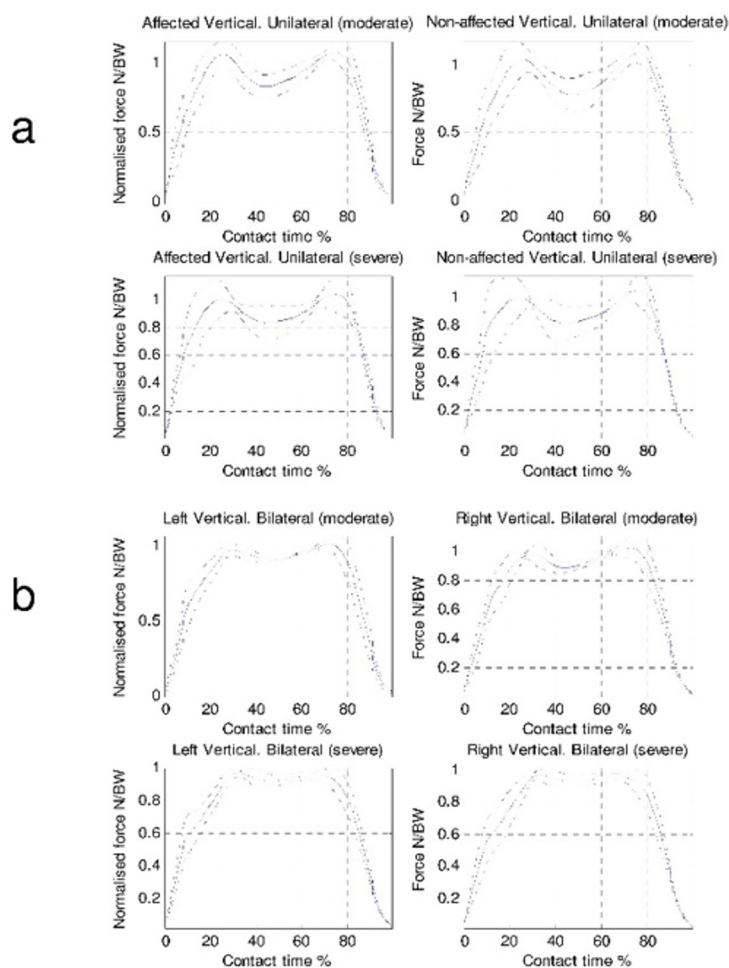 a
Affected Vertical. Unilateral (moderate)
Normalised force N/BW
1
0.5
0
0 20 40 60 80
Contact time %
Non-affected Vertical. Unilateral (moderate)
Force N/BW
1
0.5
0
0 20 40 60 80
Contact time %
Affected Vertical. Unilateral (severe)
Normalised force N/BW
1
0.8
0.6
0.4
0.2
0 20 40 60 80
Contact time %
Non-affected Vertical. Unilateral (severe)
Force N/BW
1
0.8
0.6
0.4
0.2
0 20 40 60 80
Contact time %
b
Left Vertical. Bilateral (moderate)
Normalised force N/BW
1
0.5
0
0 20 40 60 80
Contact time %
Right Vertical. Bilateral (moderate)
Force N/BW
1
0.8
0.6
0.4
0.2
0 20 40 60 80
Contact time %
Left Vertical. Bilateral (severe)
Normalised force N/BW
1
0.8
0.6
0.4
0.2
0 20 40 60 80
Contact time %
Right Vertical. Bilateral (severe)
Force N/BW
1
0.8
0.6
0.4
0.2
0 20 40 60 80
Contact time %